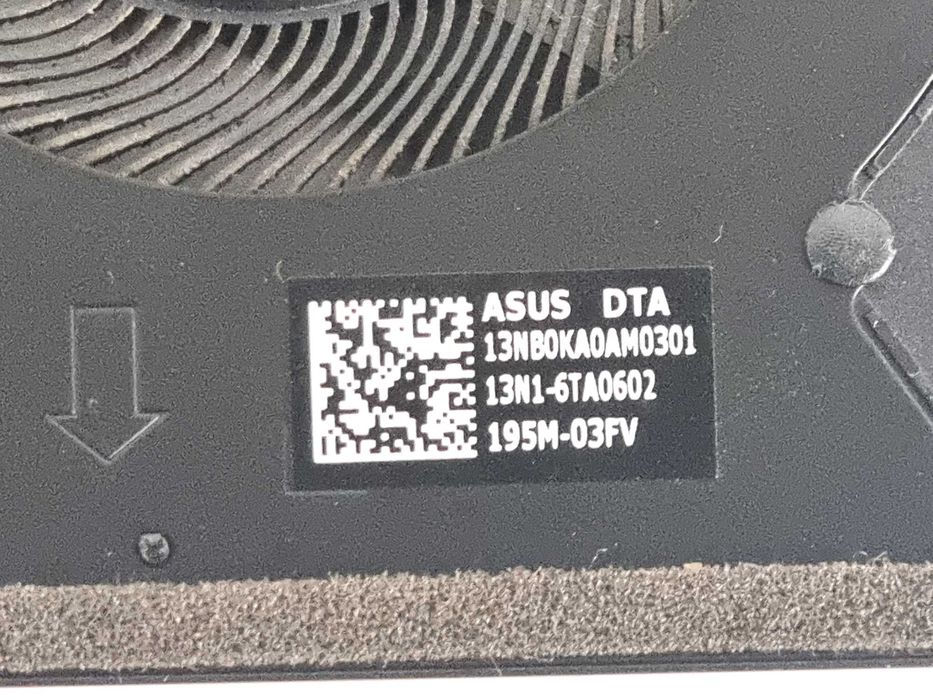 ASUS DTA
13NB0KA0AM0301
13N1-6TA0602
195M-03FV